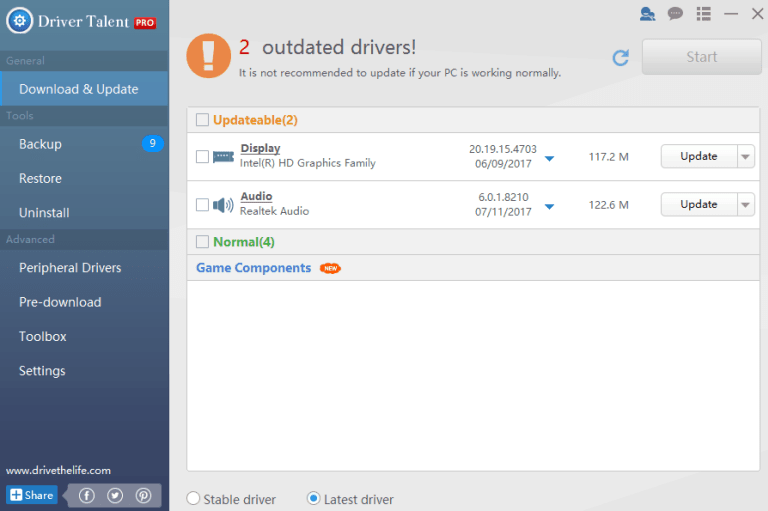 Driver Talent PRO
General
Download & Update
Tools
Backup 9
Restore
Uninstall
Advanced
Peripheral Drivers
Pre-download
Toolbox
Settings
www.drivethelife.com
Share
2 outdated drivers!
It is not recommended to update if your PC is working normally.
Start
Updateable(2)
Display
Intel(R) HD Graphics Family
20.19.15.4703
06/09/2017
117.2 M
Update
Audio
Realtek Audio
6.0.1.8210
07/11/2017
122.6 M
Update
Normal(4)
Game Components NEW
Stable driver
Latest driver